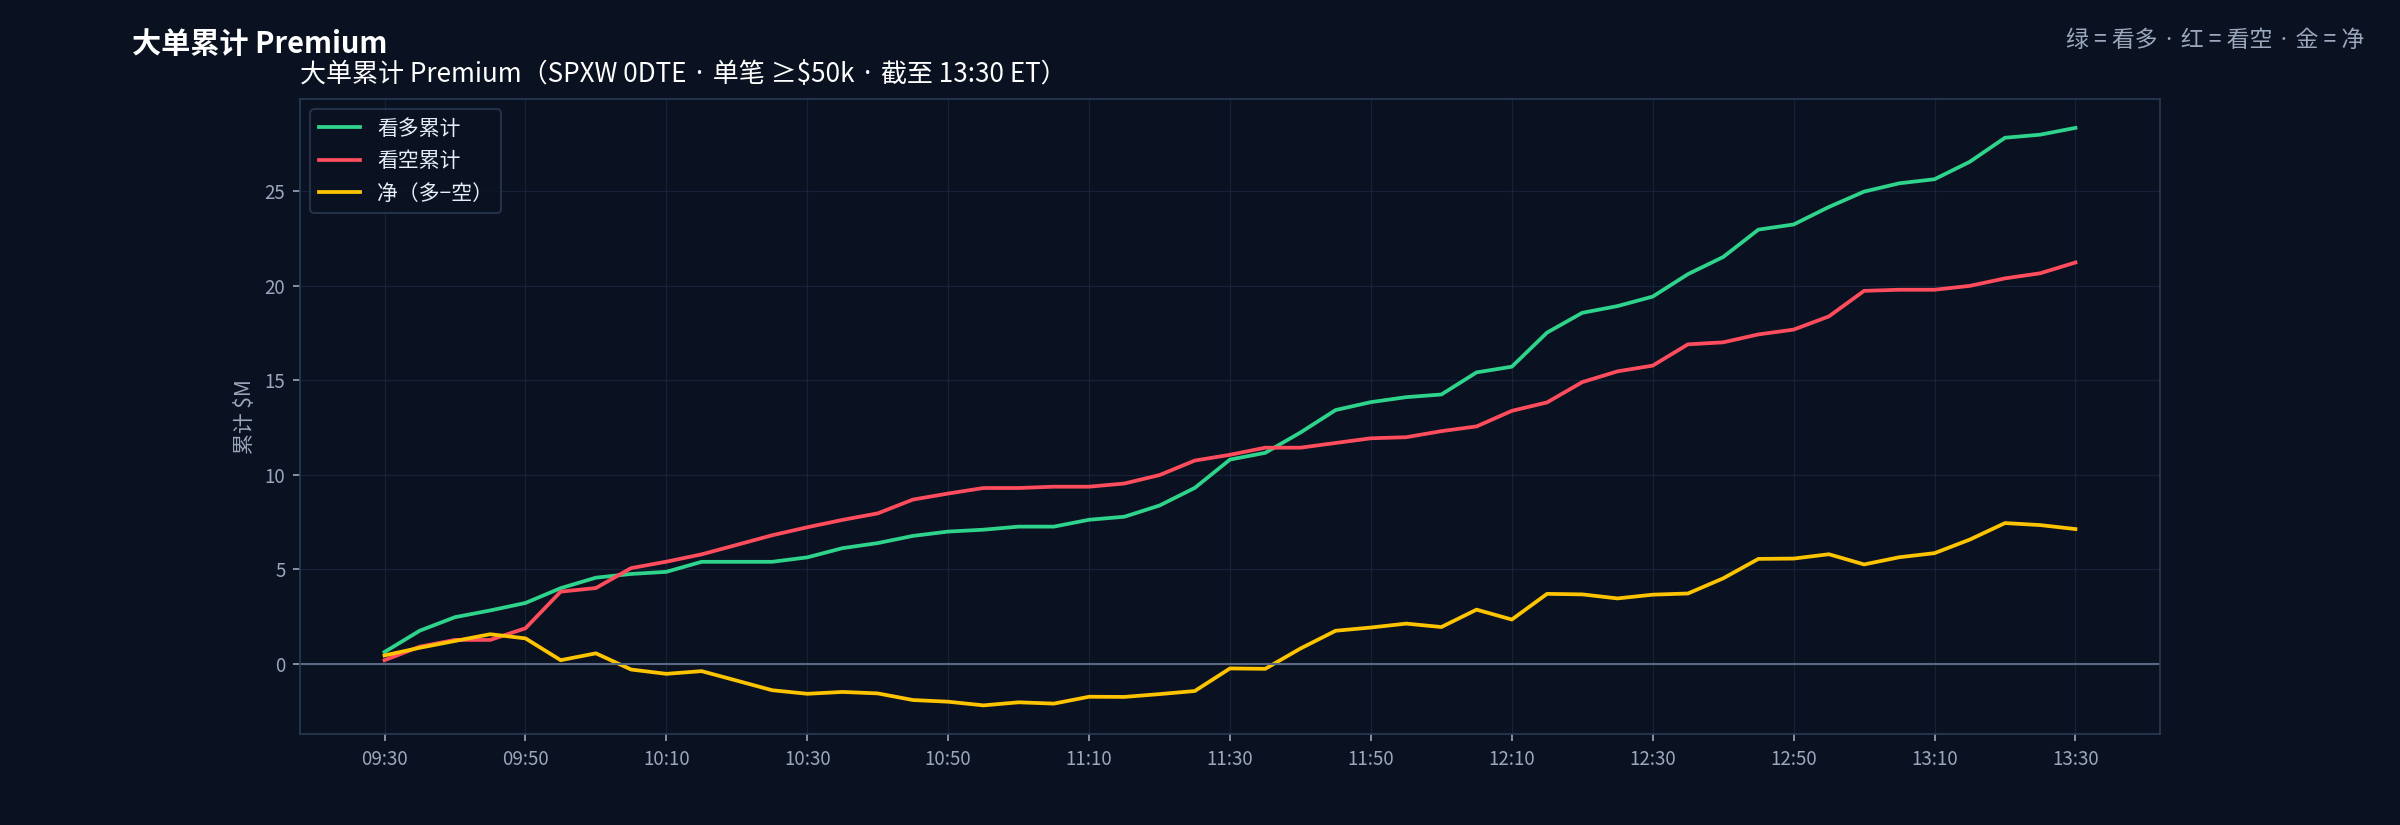 大单累计 Premium
绿 = 看多 · 红 = 看空 · 金 = 净
大单累计 Premium（SPXW 0DTE · 单笔 ≥$50k · 截至 13:30 ET）
看多累计
看空累计
净（多−空）
累计 $M
25
20
15
10
5
0
09:30 09:50 10:10 10:30 10:50 11:10 11:30 11:50 12:10 12:30 12:50 13:10 13:30